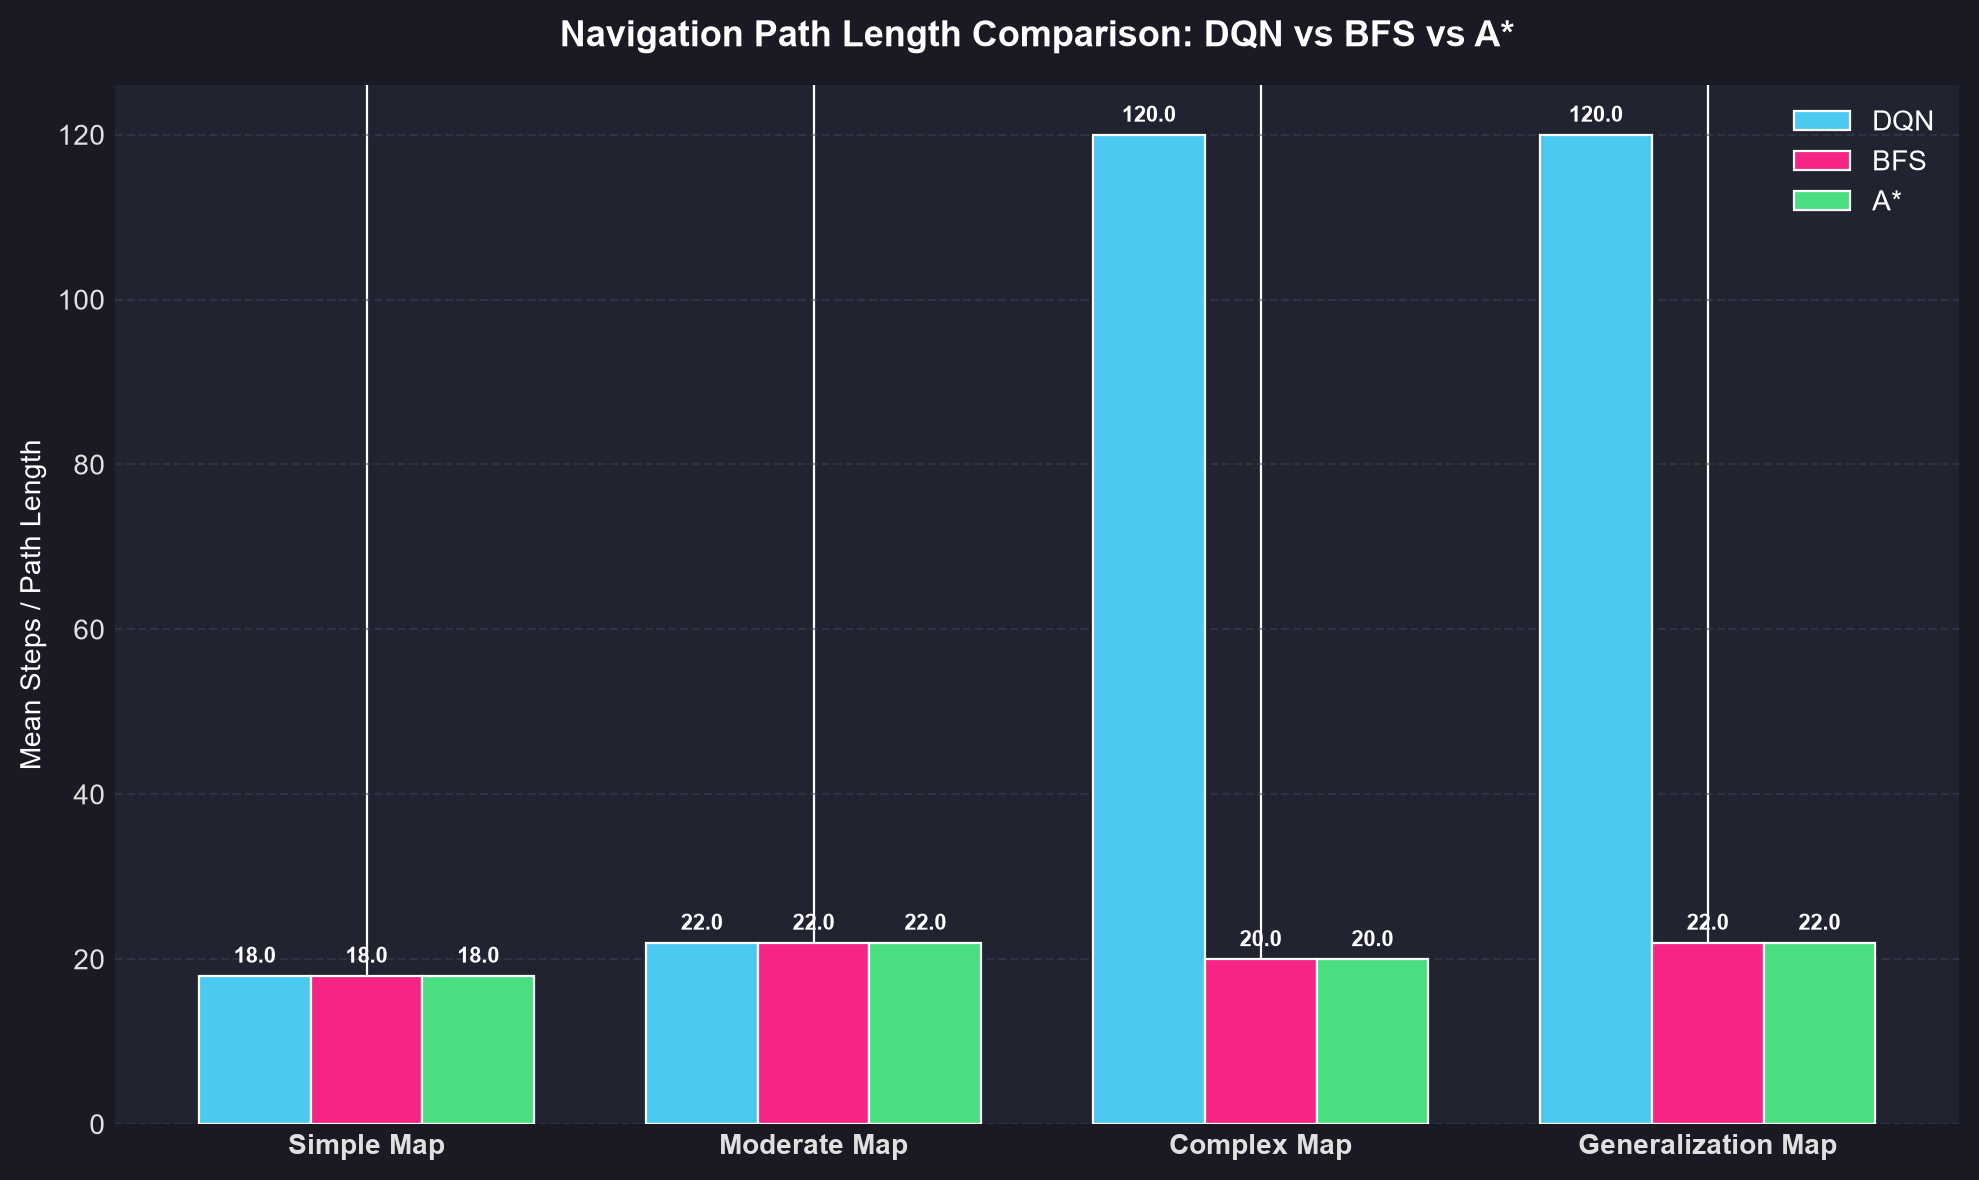 Navigation Path Length Comparison: DQN vs BFS vs A*
DQN
BFS
A*
Mean Steps / Path Length
120
100
80
60
40
20
0
18.0 18.0 18.0
22.0 22.0 22.0
120.0 20.0 20.0
120.0 22.0 22.0
Simple Map Moderate Map Complex Map Generalization Map